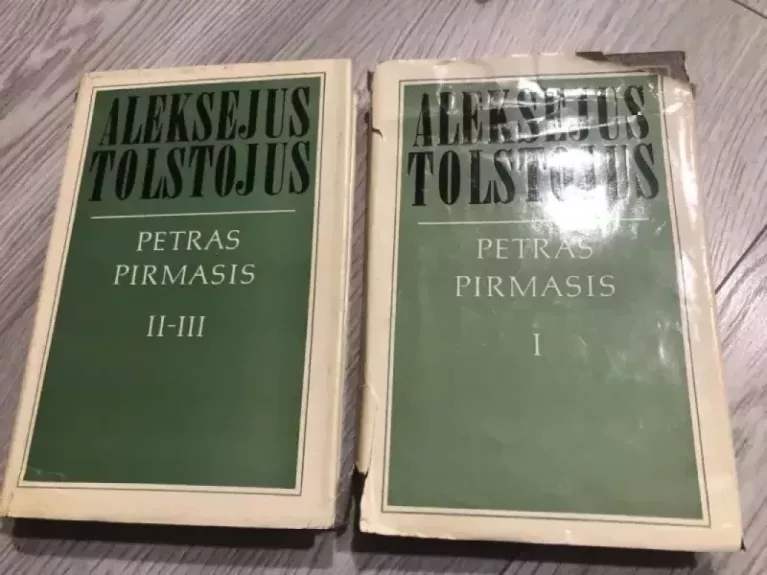 ALEKSEJUS
TOLSTOJUS
PETRAS
PIRMASIS
II-III
ALEKSEJUS
TOLSTOJUS
PETRAS
PIRMASIS
I